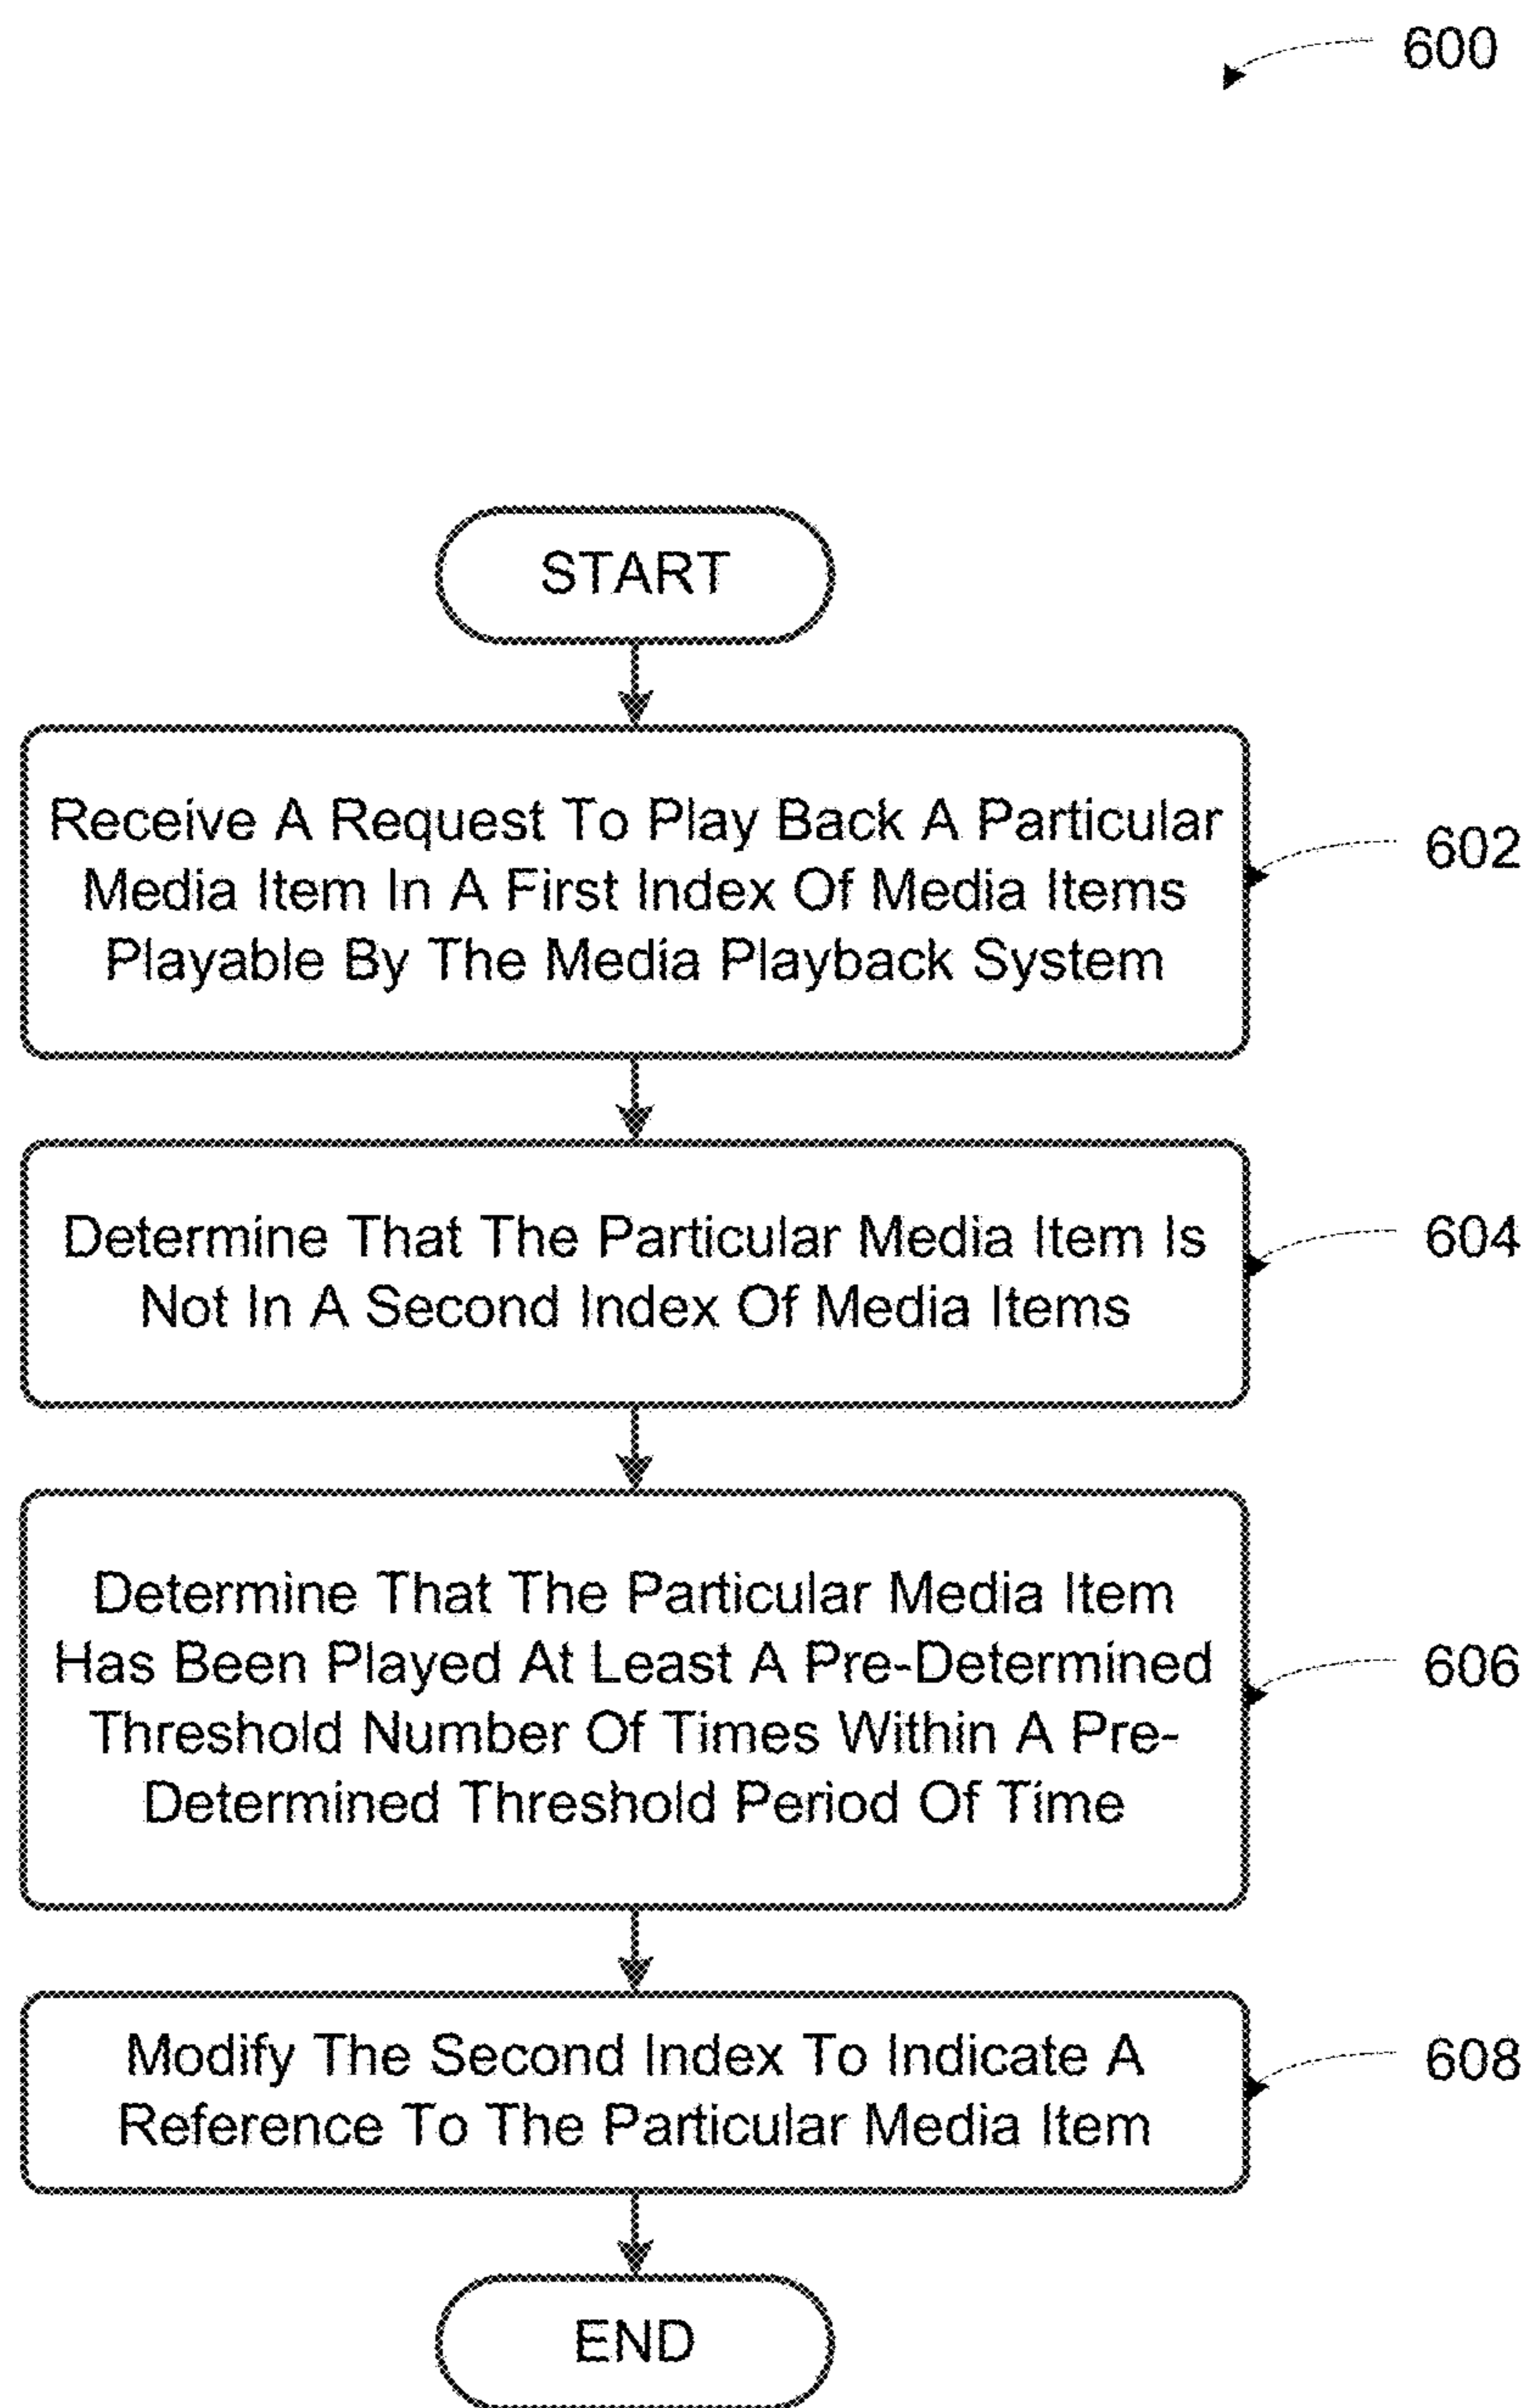 600
START
Receive A Request To Play Back A Particular
Media Item In A First Index Of Media Items
Playable By The Media Playback System
602
Determine That The Particular Media Item Is
Not In A Second Index Of Media Items
604
Determine That The Particular Media Item
Has Been Played At Least A Pre-Determined
Threshold Number Of Times Within A Pre-
Determined Threshold Period Of Time
606
Modify The Second Index To Indicate A
Reference To The Particular Media Item
608
END